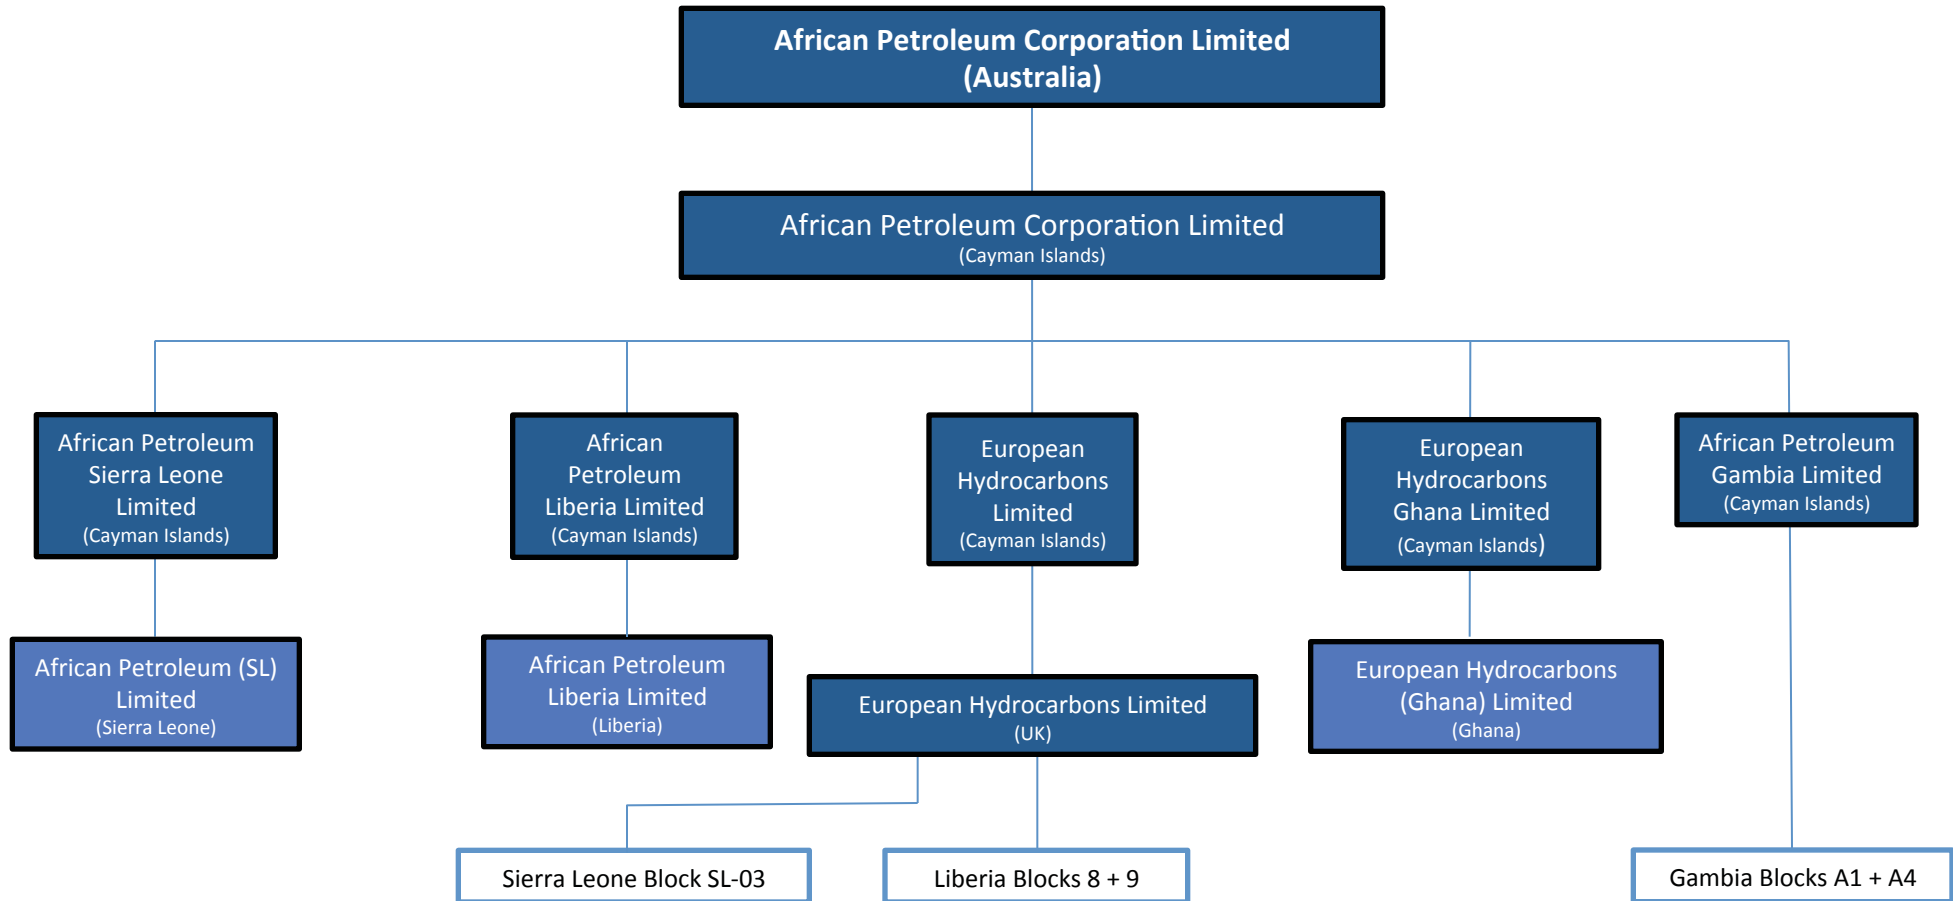 African Petroleum Corporation Limited
(Australia)
African Petroleum Corporation Limited
(Cayman Islands)
African Petroleum
Sierra Leone
Limited
(Cayman Islands)
African
Petroleum
Liberia Limited
(Cayman Islands)
European
Hydrocarbons
Limited
(Cayman Islands)
European
Hydrocarbons
Ghana Limited
(Cayman Islands)
African Petroleum
Gambia Limited
(Cayman Islands)
African Petroleum (SL)
Limited
(Sierra Leone)
African Petroleum
Liberia Limited
(Liberia)
European Hydrocarbons Limited
(UK)
European Hydrocarbons
(Ghana) Limited
(Ghana)
Sierra Leone Block SL-03
Liberia Blocks 8 + 9
Gambia Blocks A1 + A4